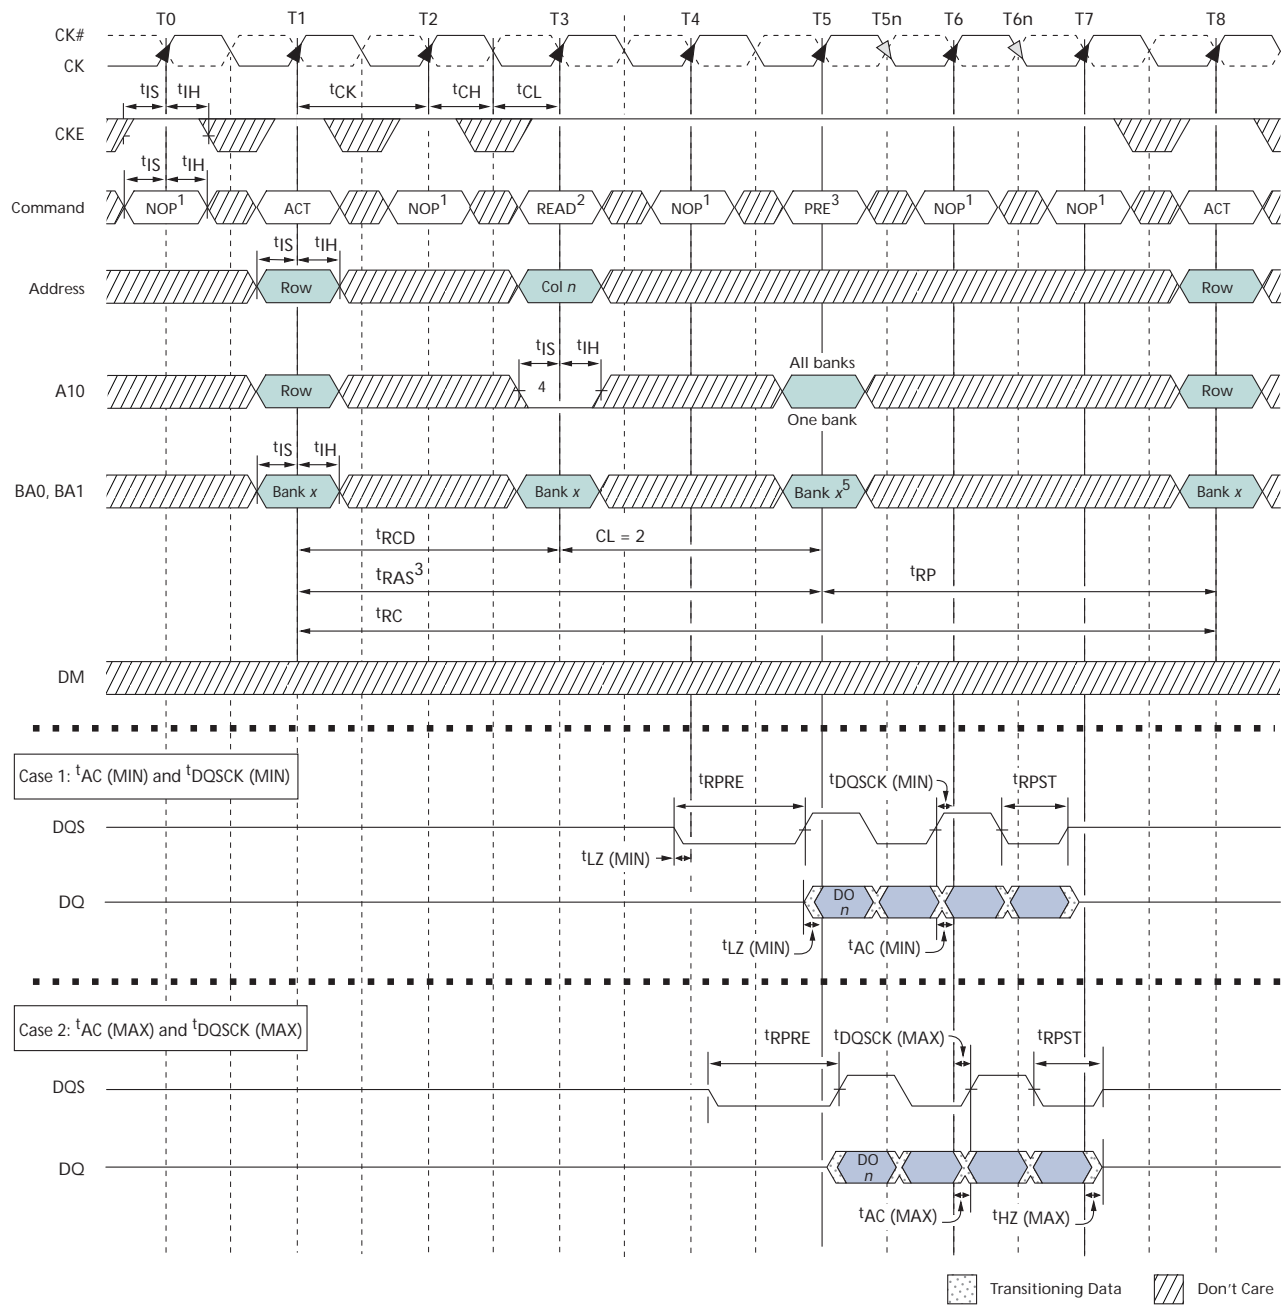 T0 T1 T2 T3 T4 T5 T5n T6 T6n T7 T8
CK#
CK
tIS tIH tCK tCH tCL
CKE
tIS tIH
Command NOP1 ACT NOP1 READ2 NOP1 PRE3 NOP1 NOP1 ACT
tIS tIH
Address Row Col n Row
tIS tIH
All banks
A10 Row 4 Row
One bank
tIS tIH
BA0, BA1 Bank x Bank x Bank x5 Bank x
tRCD CL = 2
tRAS3 tRP
tRC
DM
Case 1: tAC (MIN) and tDQSCK (MIN)
tRPRE tDQSCK (MIN) tRPST
DQS
tLZ (MIN)
DQ DO
n
tLZ (MIN) tAC (MIN)
Case 2: tAC (MAX) and tDQSCK (MAX)
tRPRE tDQSCK (MAX) tRPST
DQS
DQ DO
n
tAC (MAX) tHZ (MAX)
Transitioning Data Don't Care